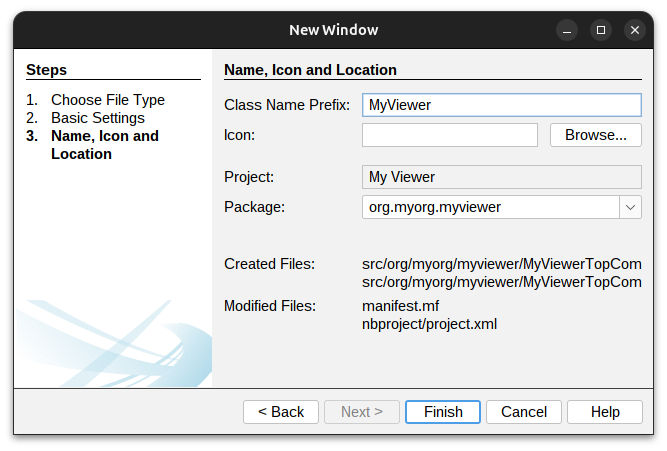 New Window
Steps
1. Choose File Type
2. Basic Settings
3. Name, Icon and
Location
Name, Icon and Location
Class Name Prefix: MyViewer
Icon: Browse...
Project: My Viewer
Package: org.myorg.myviewer
Created Files: src/org/myorg/myviewer/MyViewerTopCom
src/org/myorg/myviewer/MyViewerTopCom
Modified Files: manifest.mf
nbproject/project.xml
< Back Next > Finish Cancel Help